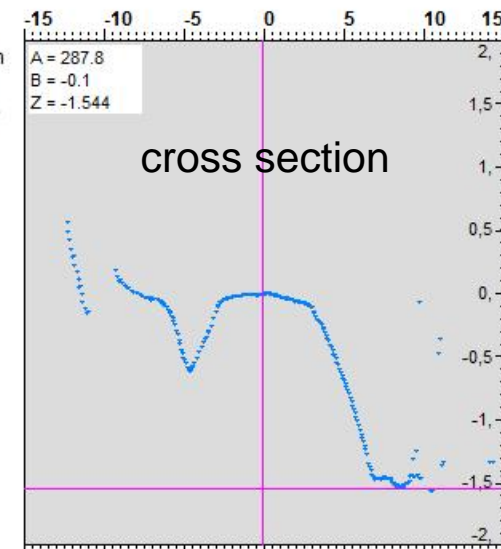 -15 -10 -5 0 5 10 15
A = 287.8
B = -0.1
Z = -1.544
cross section
2,
1,5
1,
0,5
0,
-0,5
-1,
-1,5
-2,